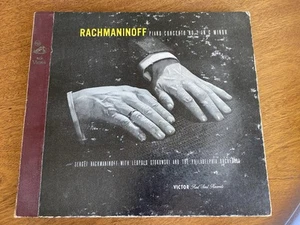 RACHMANINOFF PIANO CONCERTO NO. 2 IN C MINOR
SERGEI RACHMANINOFF WITH LEOPOLD STOKOWSKI AND THE PHILADELPHIA ORCHESTRA
VICTOR Red Seal Records